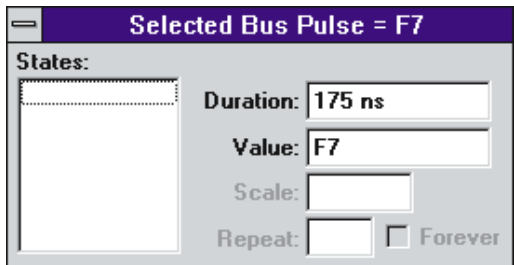 Selected Bus Pulse = F7
States:
Duration: 175 ns
Value: F7
Scale:
Repeat: Forever